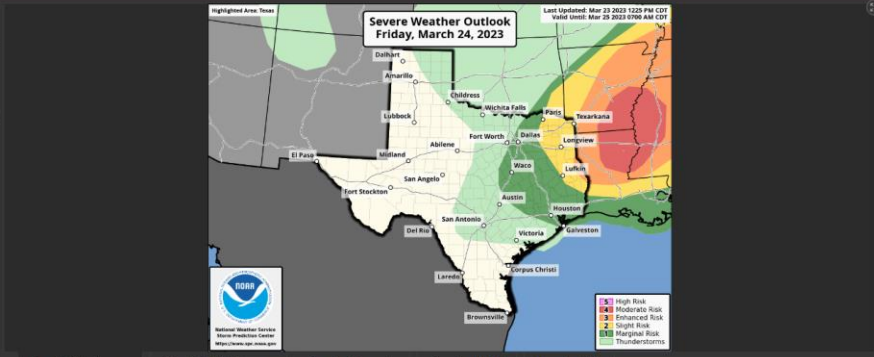 Highlighted Area: Texas
Severe Weather Outlook
Friday, March 24, 2023
Last Updated: Mar 23 2023 1225 PM CDT
Valid Until: Mar 25 2023 0700 AM CDT
Dalhart
Amarillo
Childress
Wichita Falls
Paris
Texarkana
Lubbock
Fort Worth
Dallas
Longview
Abilene
El Paso
Midland
Waco
Lufkin
San Angelo
Fort Stockton
Austin
Houston
San Antonio
Del Rio
Victoria
Galveston
Laredo
Corpus Christi
Brownsville
NOAA
National Weather Service
Storm Prediction Center
https://www.spc.noaa.gov
5 High Risk
4 Moderate Risk
3 Enhanced Risk
2 Slight Risk
1 Marginal Risk
Thunderstorms